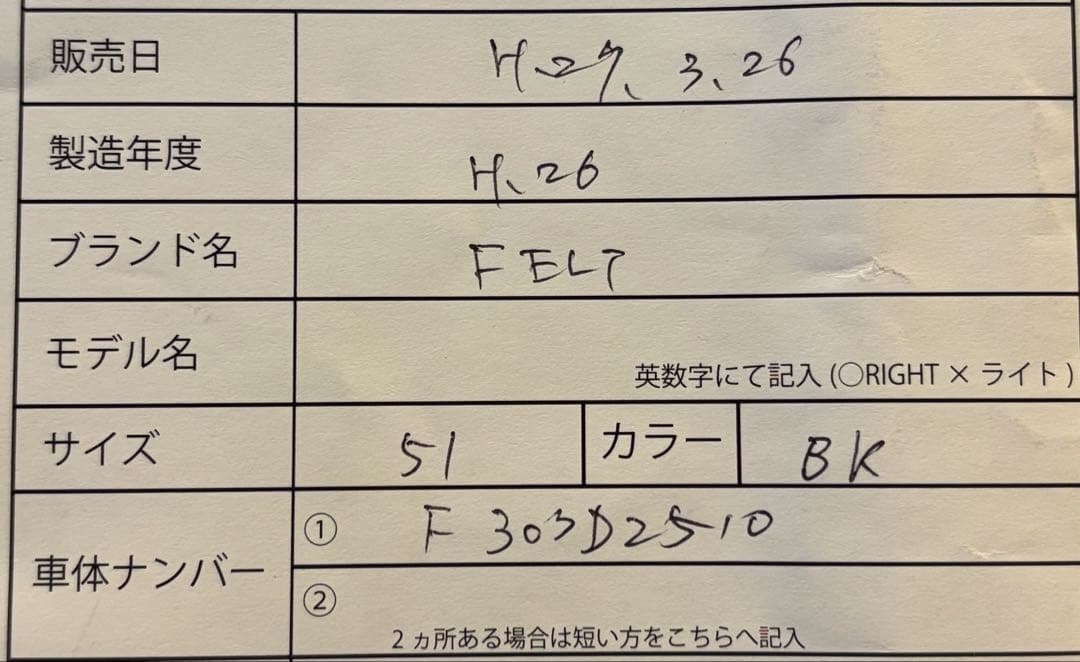 販売日 H.27、3、26
製造年度 H、26
ブランド名 FELT
モデル名 英数字にて記入(○RIGHT × ライト)
サイズ 51 カラー BK
車体ナンバー ① F303D2510
② 2ヵ所ある場合は短い方をこちらへ記入